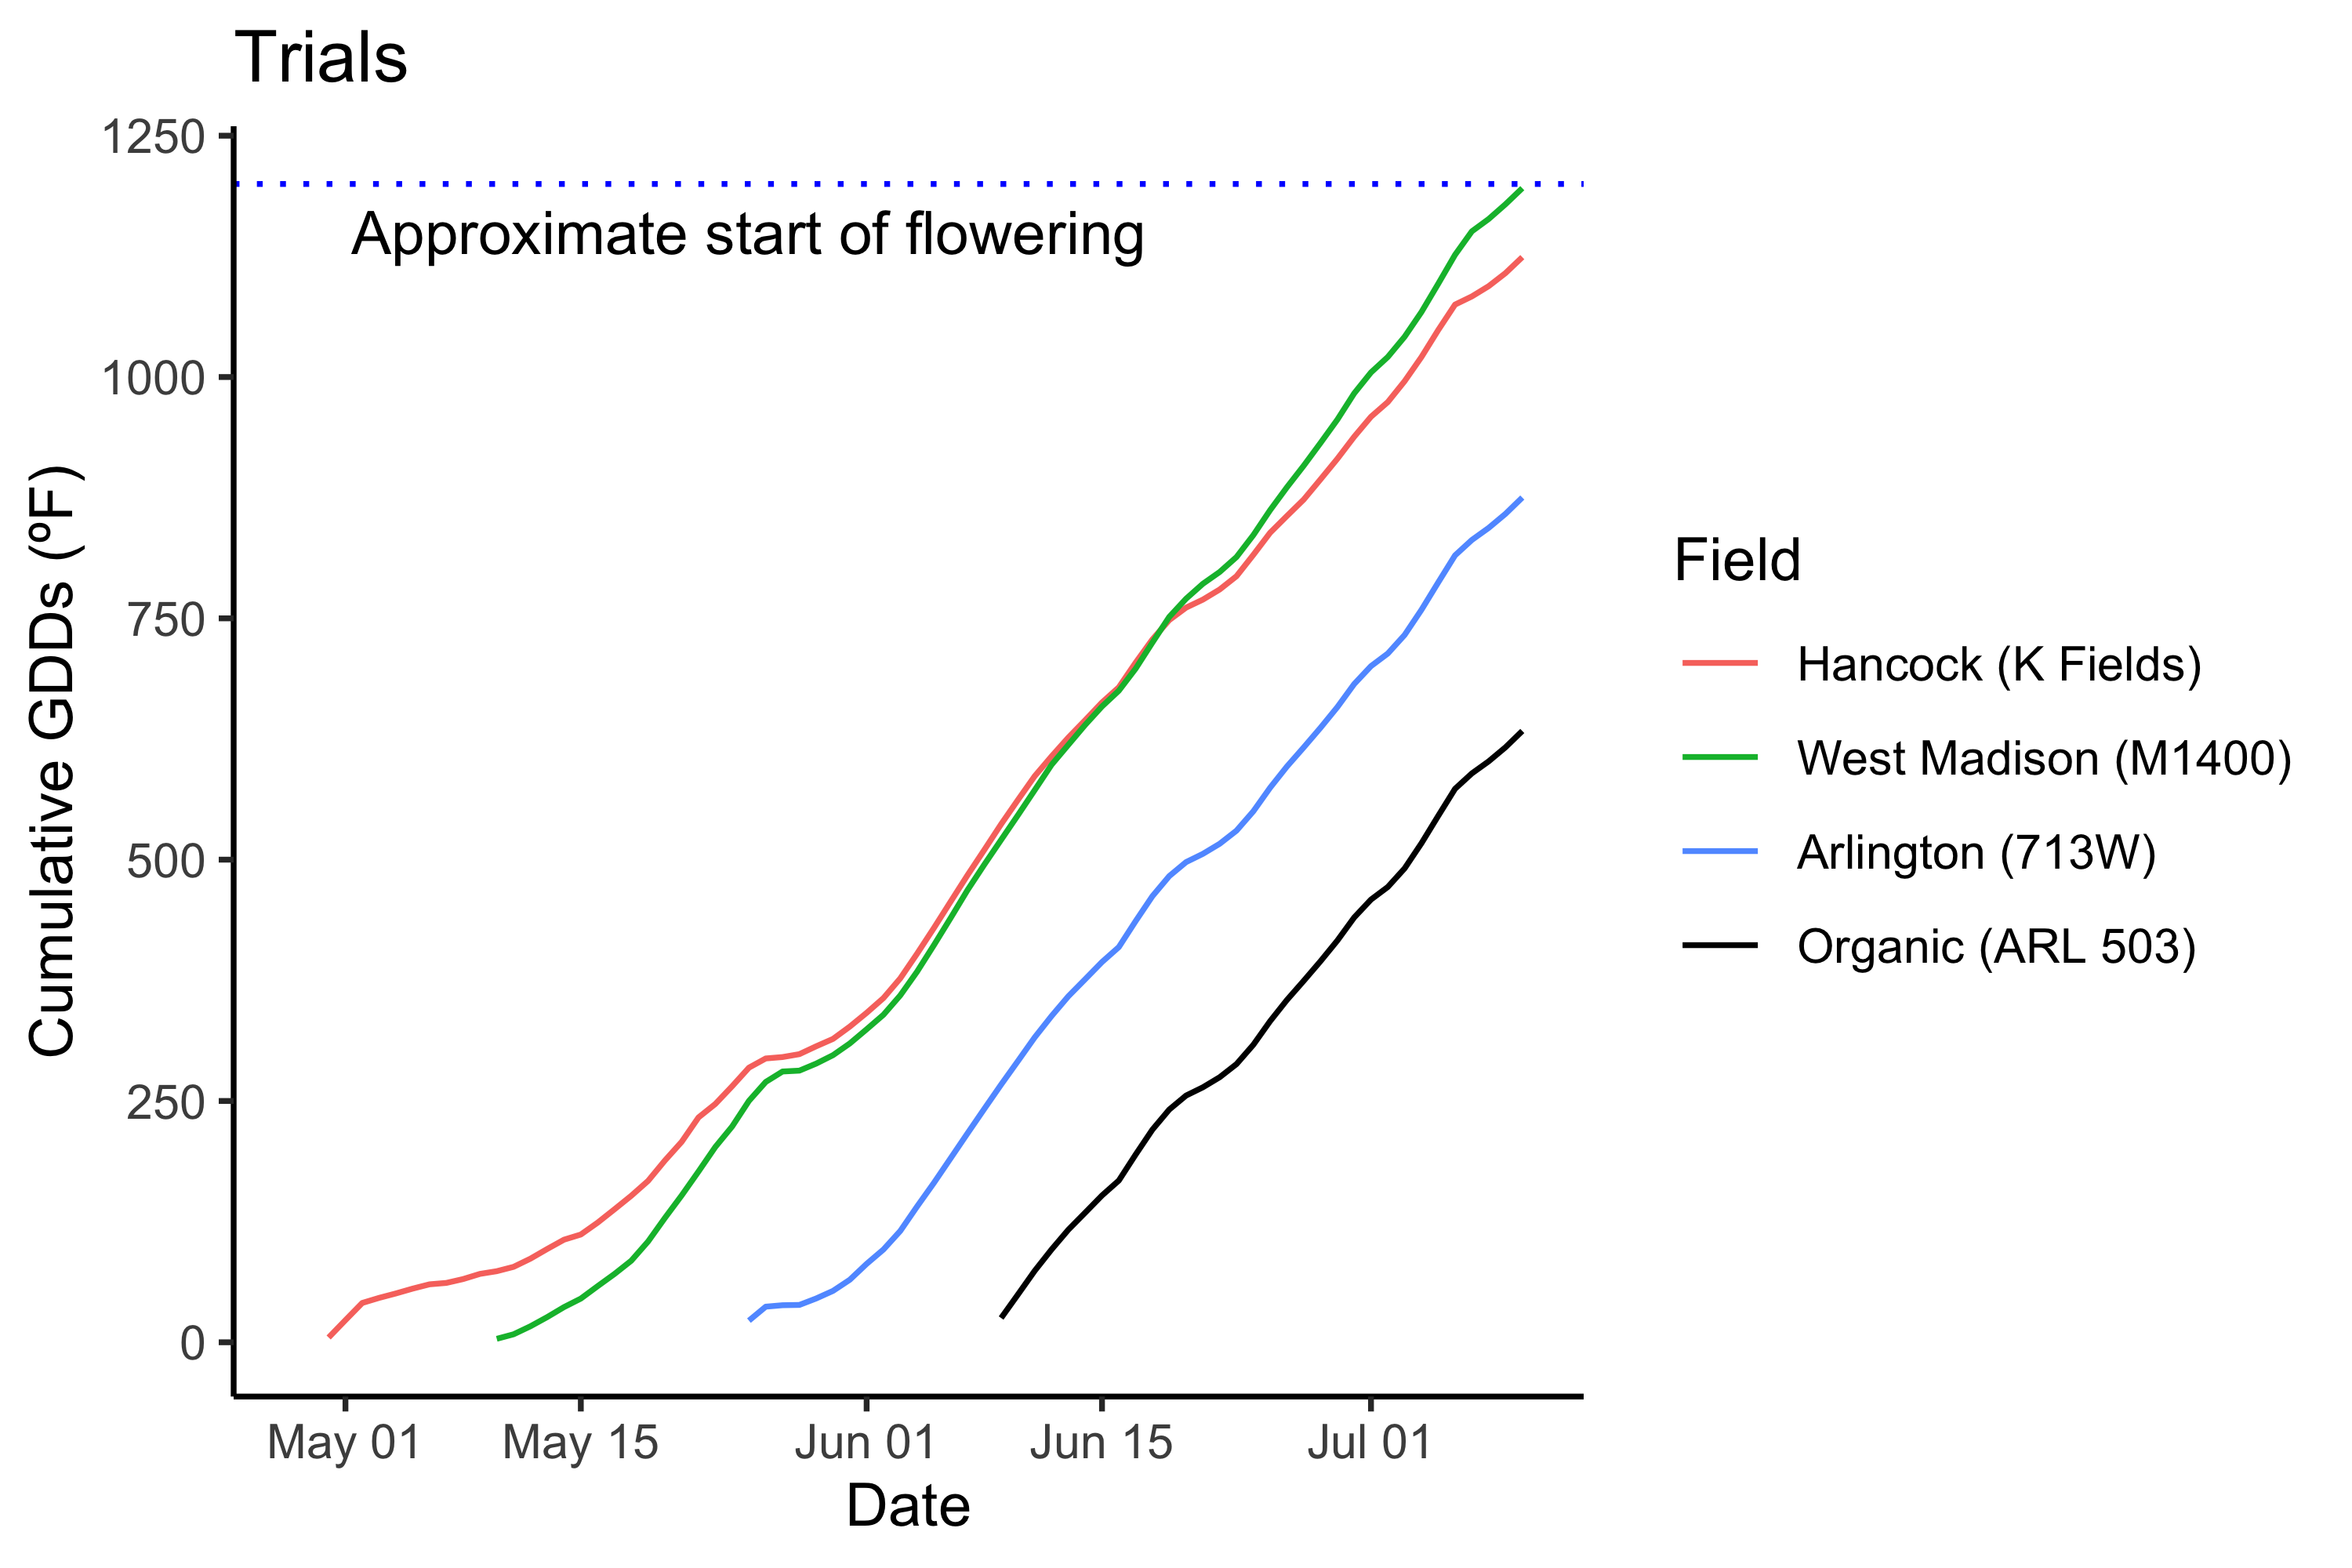 Trials
1250
1000
750
500
250
0
Cumulative GDDs (ºF)
Approximate start of flowering
May 01
May 15
Jun 01
Jun 15
Jul 01
Date
Field
Hancock (K Fields)
West Madison (M1400)
Arlington (713W)
Organic (ARL 503)